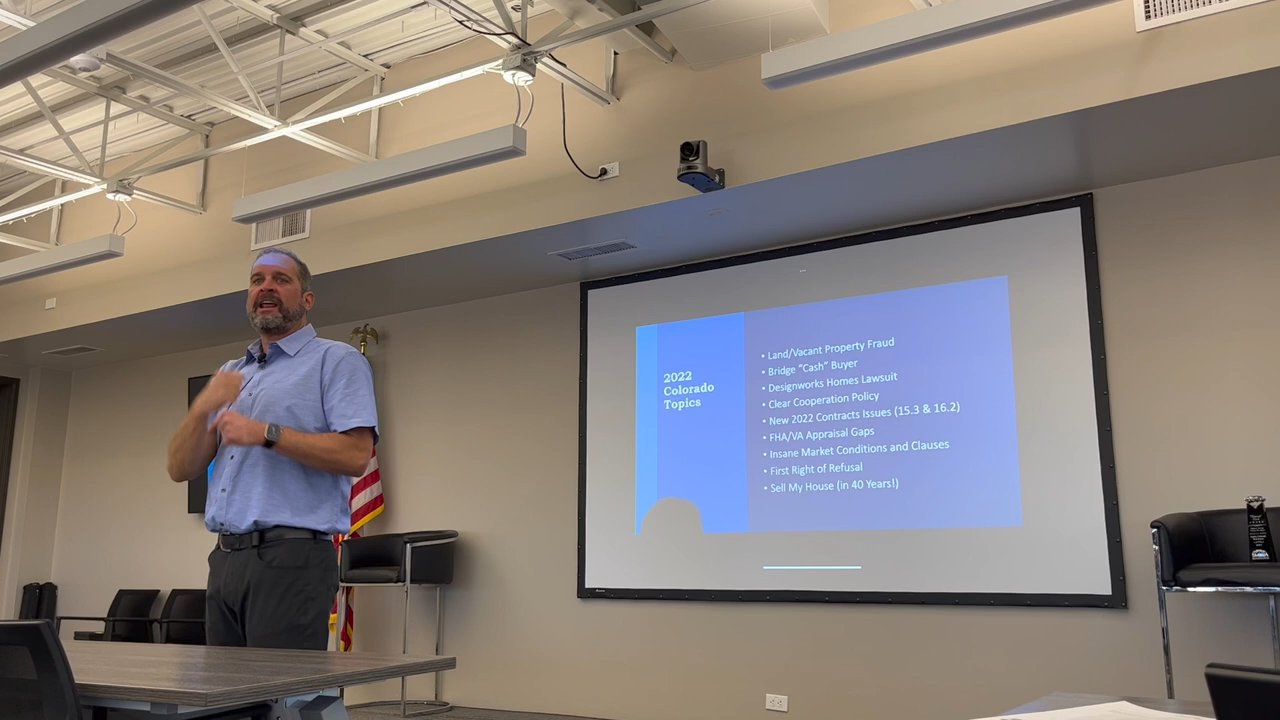 2022
Colorado
Topics
• Land/Vacant Property Fraud
• Bridge "Cash" Buyer
• Designworks Homes Lawsuit
• Clear Cooperation Policy
• New 2022 Contracts Issues (15.3 & 16.2)
• FHA/VA Appraisal Gaps
• Insane Market Conditions and Clauses
• First Right of Refusal
• Sell My House (in 40 Years!)